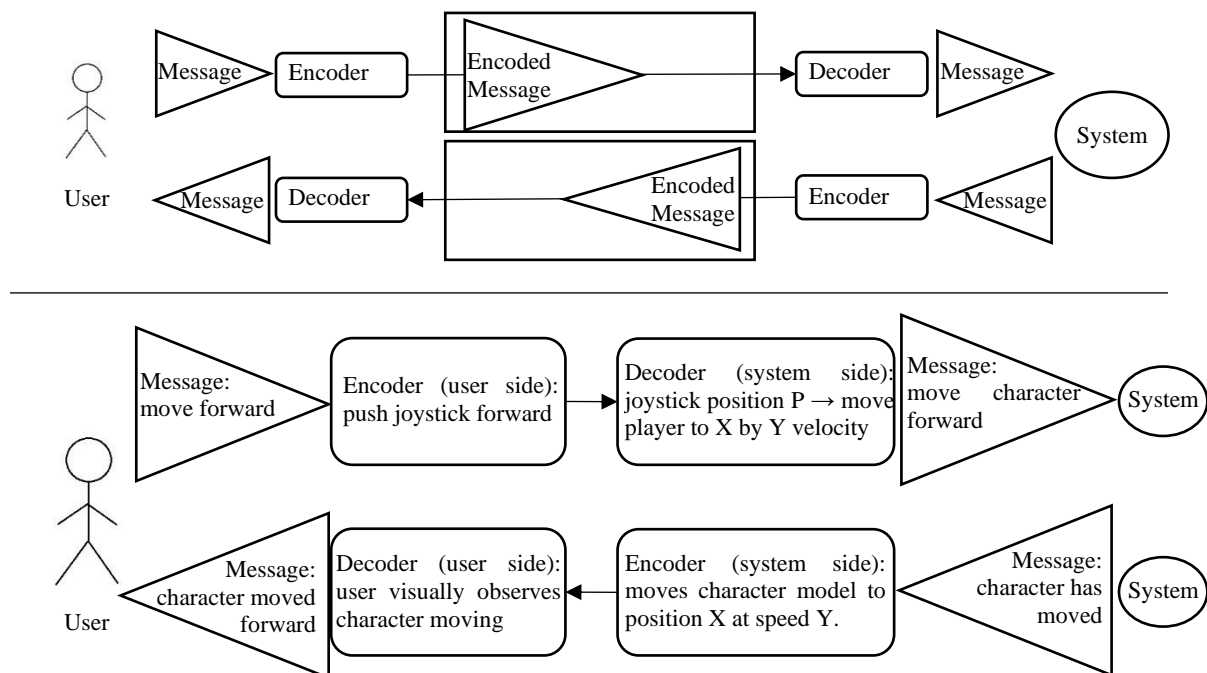 Message
Encoder
Encoded
Message
Decoder
Message
System
User
Message
Decoder
Encoded
Message
Encoder
Message
Message:
move forward
Encoder (user side):
push joystick forward
Decoder (system side):
joystick position P → move
player to X by Y velocity
Message:
move character
forward
System
User
Message:
character moved
forward
Decoder (user side):
user visually observes
character moving
Encoder (system side):
moves character model to
position X at speed Y.
Message:
character has
moved
System